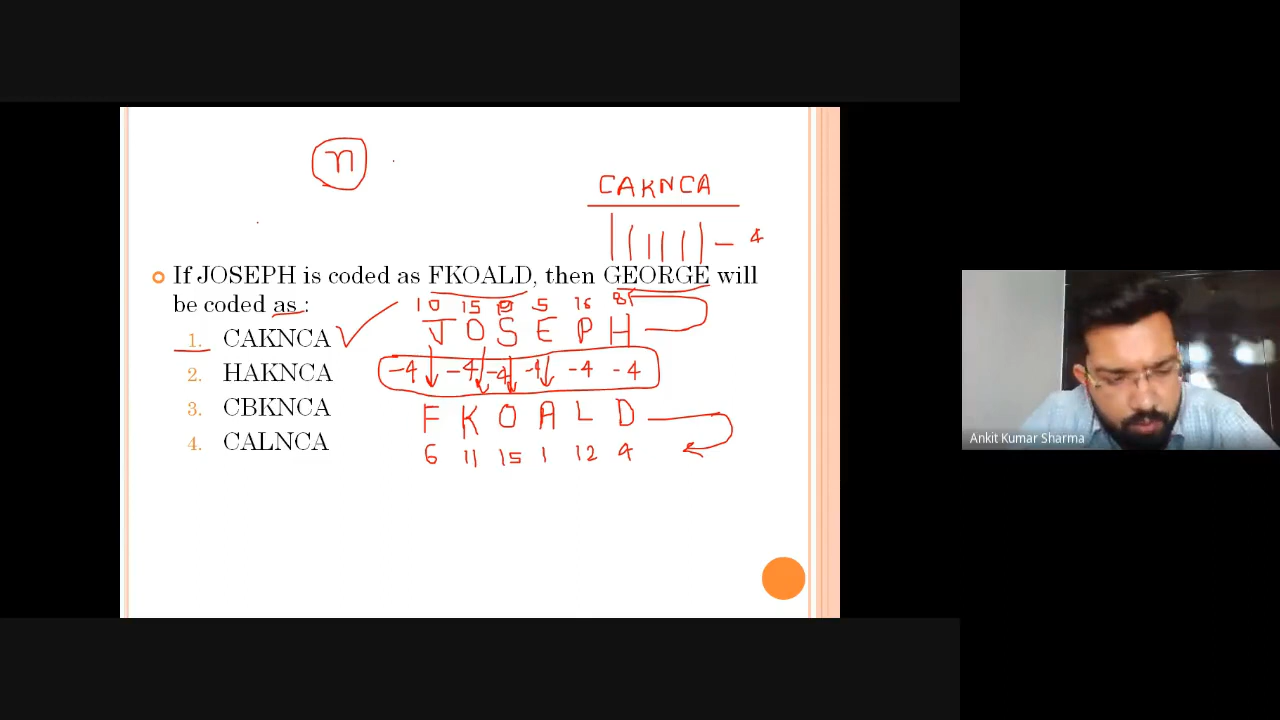 n
CAKNCA
- 4
If JOSEPH is coded as FKOALD, then GEORGE will
be coded as :
10 15 19 5 16 8
1. CAKNCA
J O S E P H
2. HAKNCA
-4 -4 -4 -4 -4 -4
3. CBKNCA
F K O A L D
4. CALNCA
6 11 15 1 12 4
Ankit Kumar Sharma